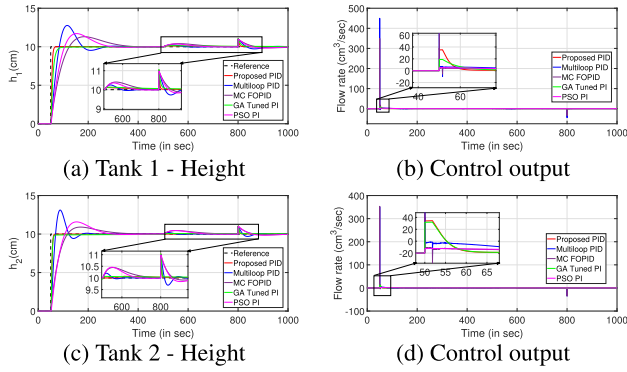 15
10
5
0
h1(cm)
11
10
9
600
800
Reference
Proposed PID
Multiloop PID
MC FOPID
GA Tuned PI
PSO PI
0
200
400
600
800
1000
Time (in sec)
(a) Tank 1 - Height
500
400
300
200
100
0
-100
Flow rate (cm3/sec)
60
40
20
0
-20
40
60
Proposed PID
Multiloop PID
MC FOPID
GA Tuned PI
PSO PI
0
200
400
600
800
1000
Time (in sec)
(b) Control output
15
10
5
0
h2(cm)
11
10.5
10
9.5
600
800
Reference
Proposed PID
Multiloop PID
MC FOPID
GA Tuned PI
PSO PI
0
200
400
600
800
1000
Time (in sec)
(c) Tank 2 - Height
400
300
200
100
0
-100
Flow rate (cm3/sec)
40
20
0
-20
50
55
60
65
Proposed PID
Multiloop PID
MC FOPID
GA Tuned PI
PSO PI
0
200
400
600
800
1000
Time (in sec)
(d) Control output